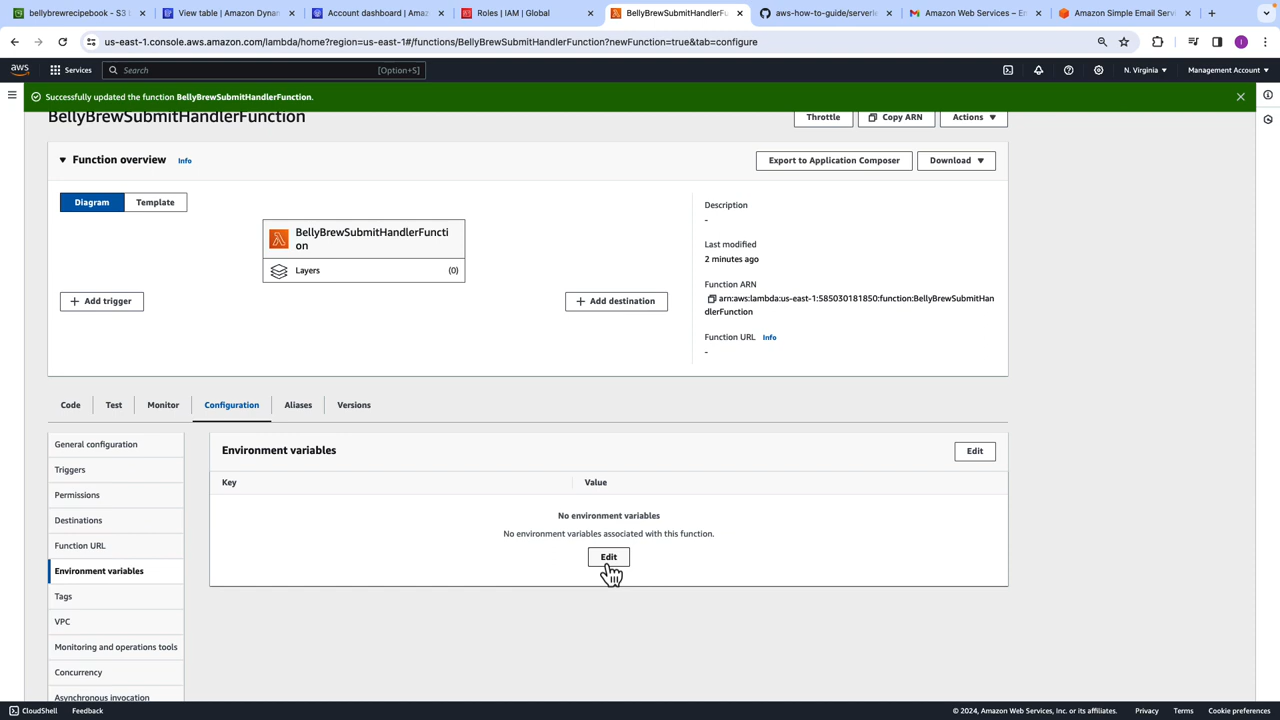 bellybrewrecipebook - S3 
View table | Amazon Dyn
Account dashboard | Amaz
Roles | IAM | Global
BellyBrewSubmitHandlerF
aws-how-to-guide/serverle
Amazon Web Services – E
Amazon Simple Email Serv
us-east-1.console.aws.amazon.com/lambda/home?region=us-east-1#/functions/BellyBrewSubmitHandlerFunction?newFunction=true&tab=configure
I
aws
Services
Search
[Option+S]
N. Virginia
Management Account
Successfully updated the function BellyBrewSubmitHandlerFunction.
BellyBrewSubmitHandlerFunction
Throttle
Copy ARN
Actions
Function overview
Info
Export to Application Composer
Download
Diagram
Template
BellyBrewSubmitHandlerFuncti
on
Layers
(0)
Add trigger
Add destination
Description
-
Last modified
2 minutes ago
Function ARN
arn:aws:lambda:us-east-1:585030181850:function:BellyBrewSubmitHan
dlerFunction
Function URL
Info
-
Code
Test
Monitor
Configuration
Aliases
Versions
General configuration
Triggers
Permissions
Destinations
Function URL
Environment variables
Tags
VPC
Monitoring and operations tools
Concurrency
Asynchronous invocation
Environment variables
Edit
Key
Value
No environment variables
No environment variables associated with this function.
Edit
CloudShell
Feedback
© 2024, Amazon Web Services, Inc. or its affiliates.
Privacy
Terms
Cookie preferences